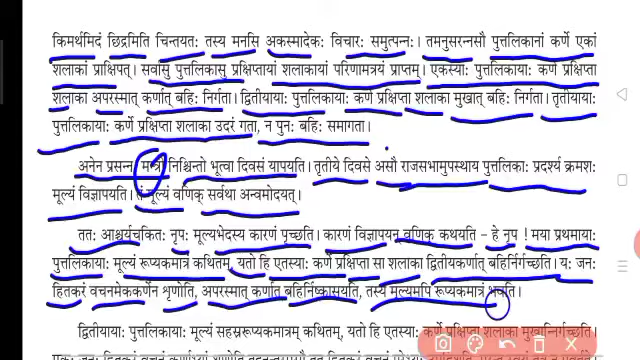 किमर्थमिदं छिद्रमिति चिन्तयतः तस्य मनसि अकस्मादेकः विचारः समुत्पन्नः। तमनुसरन्नसौ पुत्तलिकानां कर्णे एकां
शलाकां प्राक्षिपत्। सर्वासु पुत्तलिकासु प्रक्षिप्तायां शलाकायां परिणामत्रयं प्राप्तम्। एकस्याः पुत्तलिकायाः कर्णे प्रक्षिप्ता
शलाका अपरस्मात् कर्णात् बहिः निर्गता। द्वितीयायाः पुत्तलिकायाः कर्णे प्रक्षिप्ता शलाका मुखात् बहिः निर्गता। तृतीयायाः
पुत्तलिकायाः कर्णे प्रक्षिप्ता शलाका उदरं गता, न पुनः बहिः समागता।
अनेन प्रसन्नः मन्त्री निश्चिन्तो भूत्वा दिवसं यापयति। तृतीये दिवसे असौ राजसभामुपस्थाय पुत्तलिकाः प्रदर्श्य क्रमशः
मूल्यं विज्ञापयति। तं मूल्यं वणिक् सर्वथा अन्वमोदयत्।
ततः आश्चर्यचकितः नृपः मूल्यभेदस्य कारणं पृच्छति। कारणं विज्ञापयन् वणिक् कथयति - हे नृप ! मया प्रथमायाः
पुत्तलिकायाः मूल्यं रूप्यकमात्रं कथितम्, यतो हि एतस्याः कर्णे प्रक्षिप्ता सा शलाका द्वितीयकर्णात् बहिर्निगच्छति। यः जनः
हितकरं वचनमेककर्णेन शृणोति, अपरस्मात् कर्णात् बहिर्निष्कासयति, तस्य मूल्यमपि रूप्यकमात्रं भवति।
द्वितीयायाः पुत्तलिकायाः मूल्यं सहस्ररूप्यकमात्रम् कथितम्, यतो हि एतस्याः कर्णे प्रक्षिप्ता शलाका मुखान्निर्गच्छति।